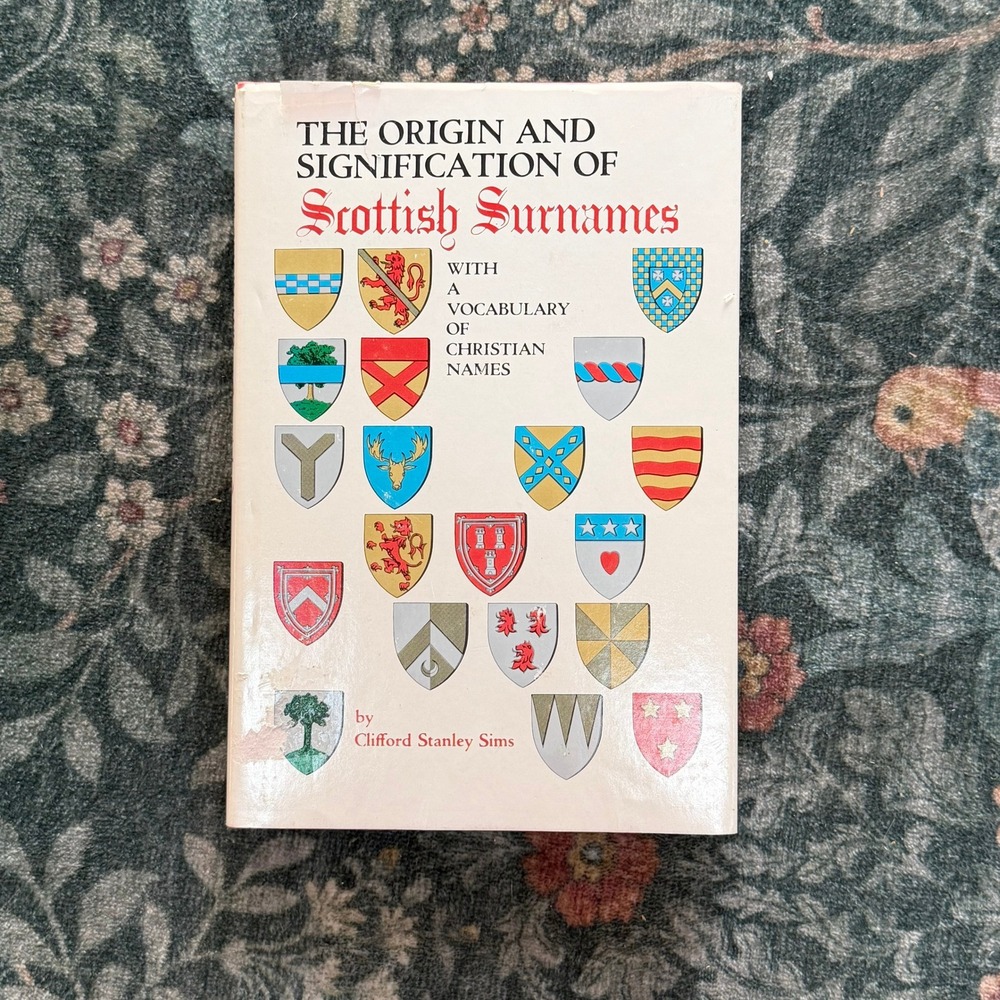 THE ORIGIN AND
SIGNIFICATION OF
Scottish Surnames
WITH
A
VOCABULARY
OF
CHRISTIAN
NAMES
by
Clifford Stanley Sims